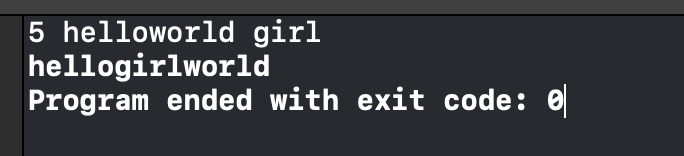 5 helloworld girl
hellogirlworld
Program ended with exit code: 0